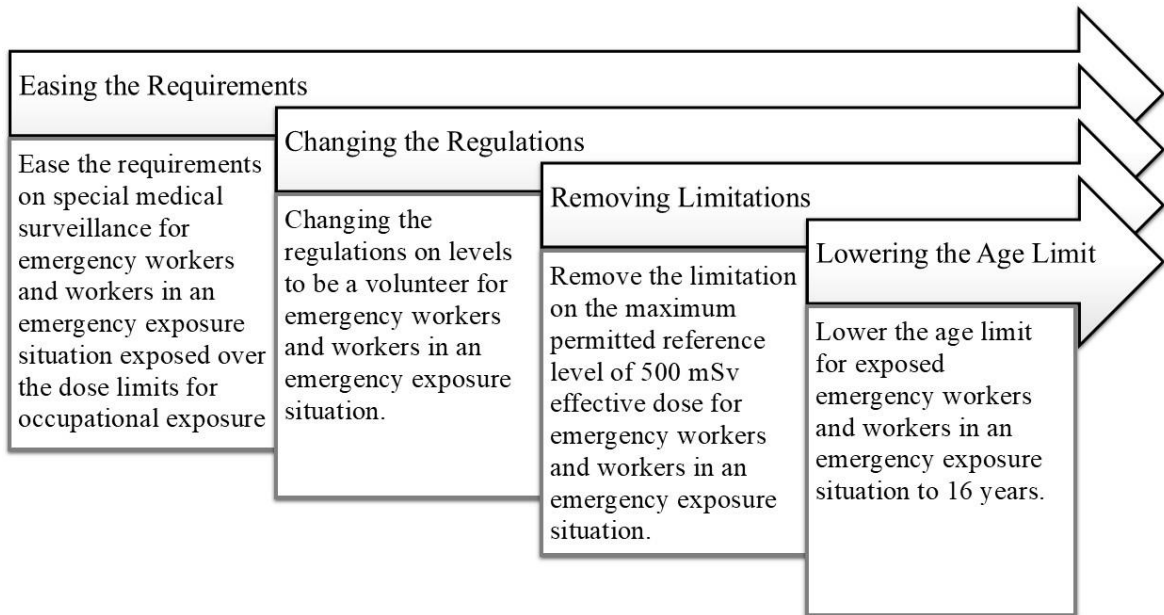 Easing the Requirements
Ease the requirements
on special medical
surveillance for
emergency workers
and workers in an
emergency exposure
situation exposed over
the dose limits for
occupational exposure
Changing the Regulations
Changing the
regulations on levels
to be a volunteer for
emergency workers
and workers in an
emergency exposure
situation.
Removing Limitations
Remove the limitation
on the maximum
permitted reference
level of 500 mSv
effective dose for
emergency workers
and workers in an
emergency exposure
situation.
Lowering the Age Limit
Lower the age limit
for exposed
emergency workers
and workers in an
emergency exposure
situation to 16 years.